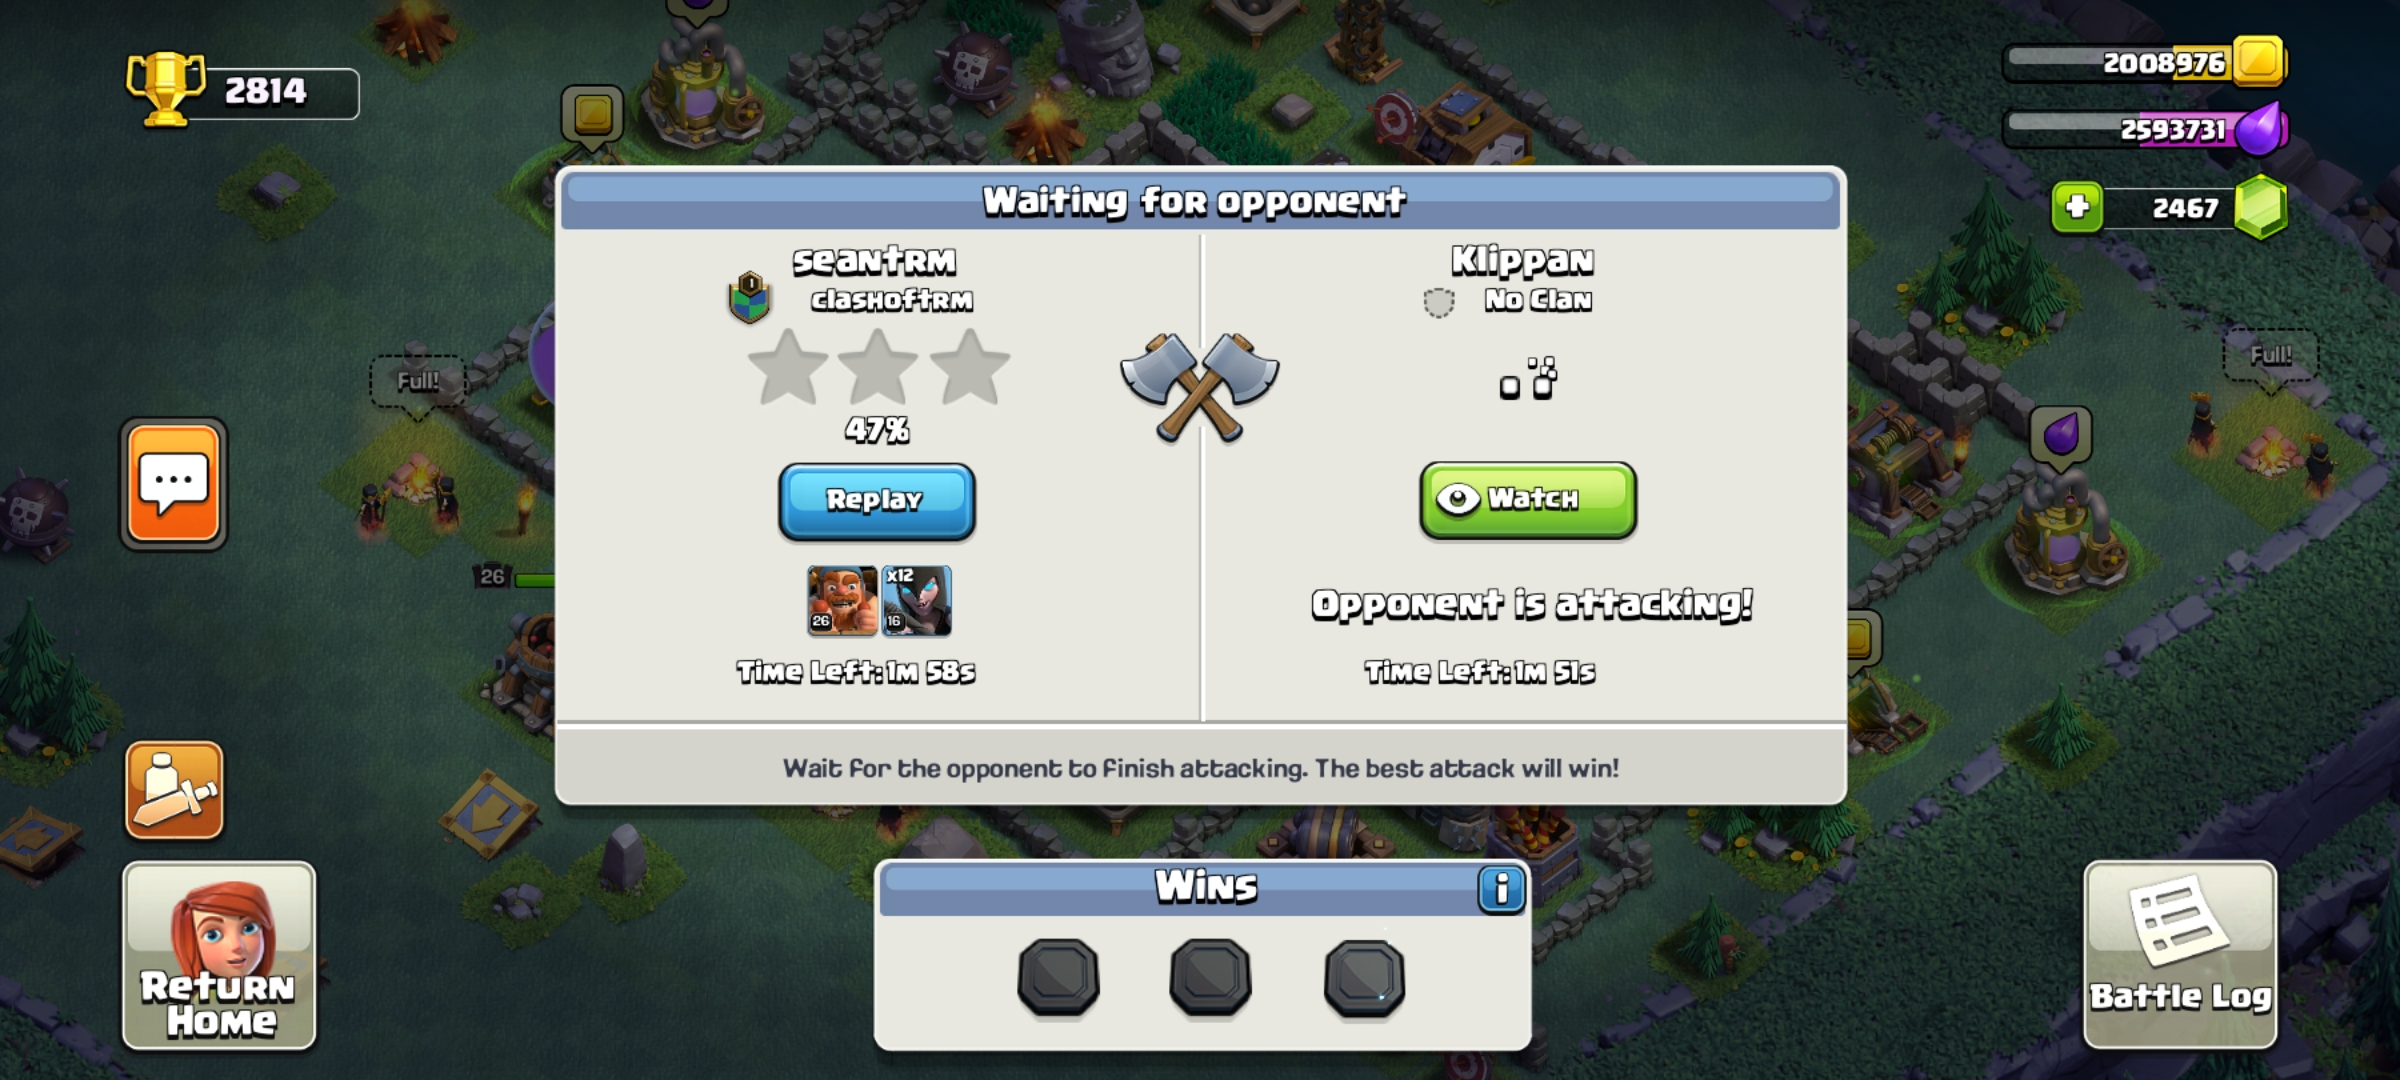 2814
2008976
2593731
2467
Waiting for opponent
seantrm
clashoftrm
47%
Replay
x12
26
16
Time Left:1m 58s
Klippan
No Clan
Watch
Opponent is attacking!
Time Left:1m 51s
Wait for the opponent to finish attacking. The best attack will win!
Full!
Full!
26
1
Wins
i
Return
Home
Battle Log